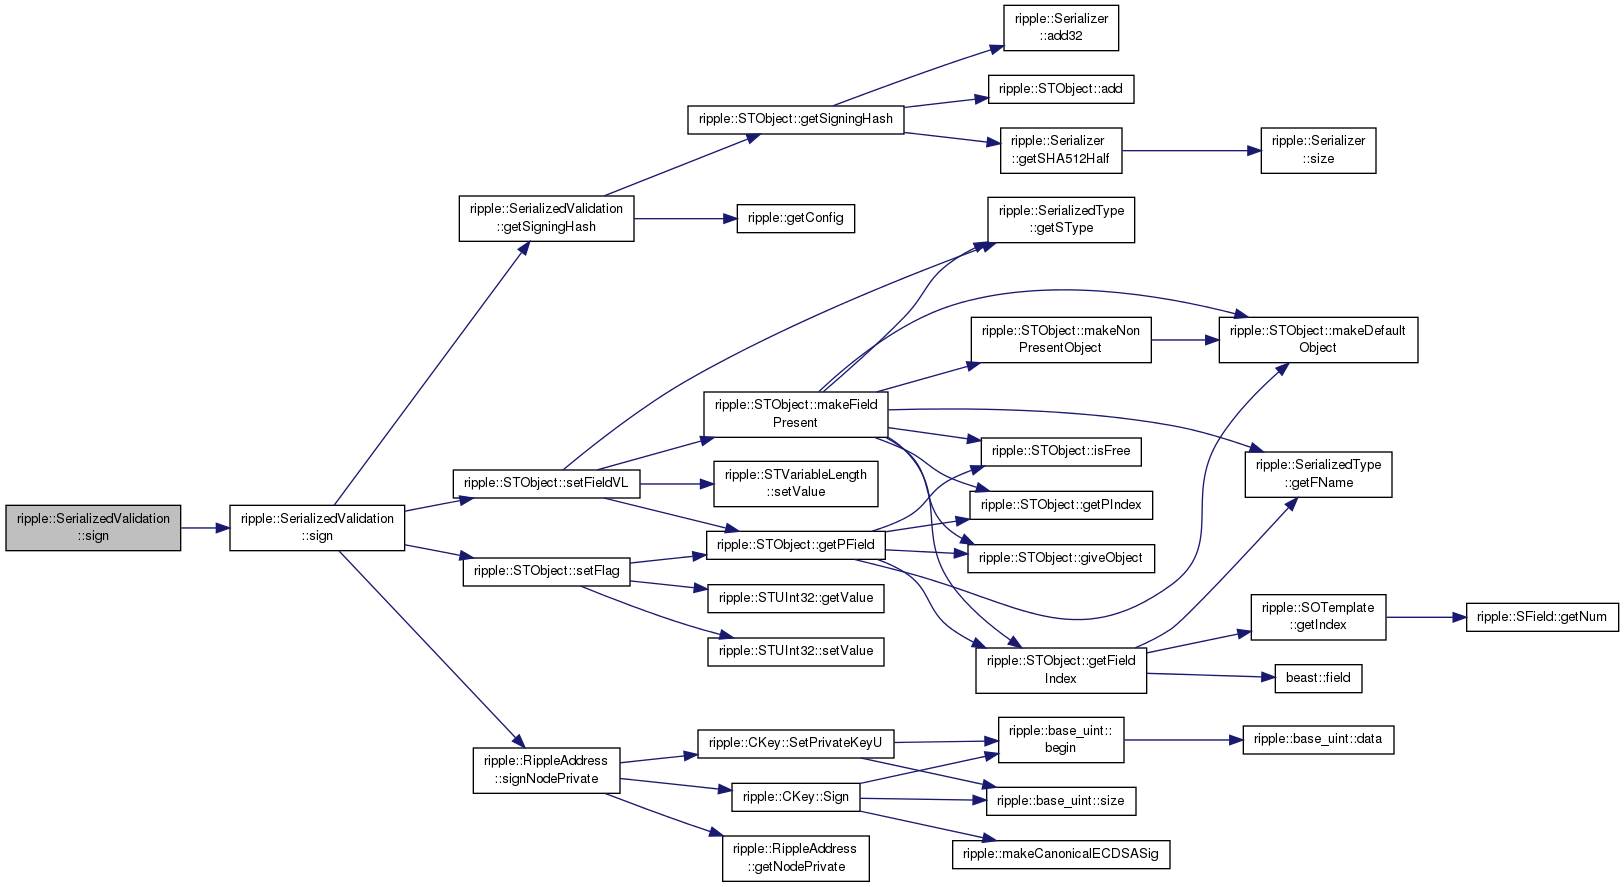 ripple::SerializedValidation
::sign
ripple::SerializedValidation
::sign
ripple::SerializedValidation
::getSigningHash
ripple::STObject::setFieldVL
ripple::STObject::setFlag
ripple::RippleAddress
::signNodePrivate
ripple::STObject::getSigningHash
ripple::getConfig
ripple::STObject::makeField
Present
ripple::STVariableLength
::setValue
ripple::STObject::getPField
ripple::STUInt32::getValue
ripple::STUInt32::setValue
ripple::CKey::SetPrivateKeyU
ripple::CKey::Sign
ripple::RippleAddress
::getNodePrivate
ripple::Serializer
::add32
ripple::STObject::add
ripple::Serializer
::getSHA512Half
ripple::SerializedType
::getSType
ripple::STObject::makeNon
PresentObject
ripple::STObject::isFree
ripple::STObject::getPIndex
ripple::STObject::giveObject
ripple::STObject::getField
Index
ripple::base_uint::
begin
ripple::base_uint::size
ripple::makeCanonicalECDSASig
ripple::Serializer
::size
ripple::STObject::makeDefault
Object
ripple::SerializedType
::getFName
ripple::SOTemplate
::getIndex
beast::field
ripple::base_uint::data
ripple::SField::getNum